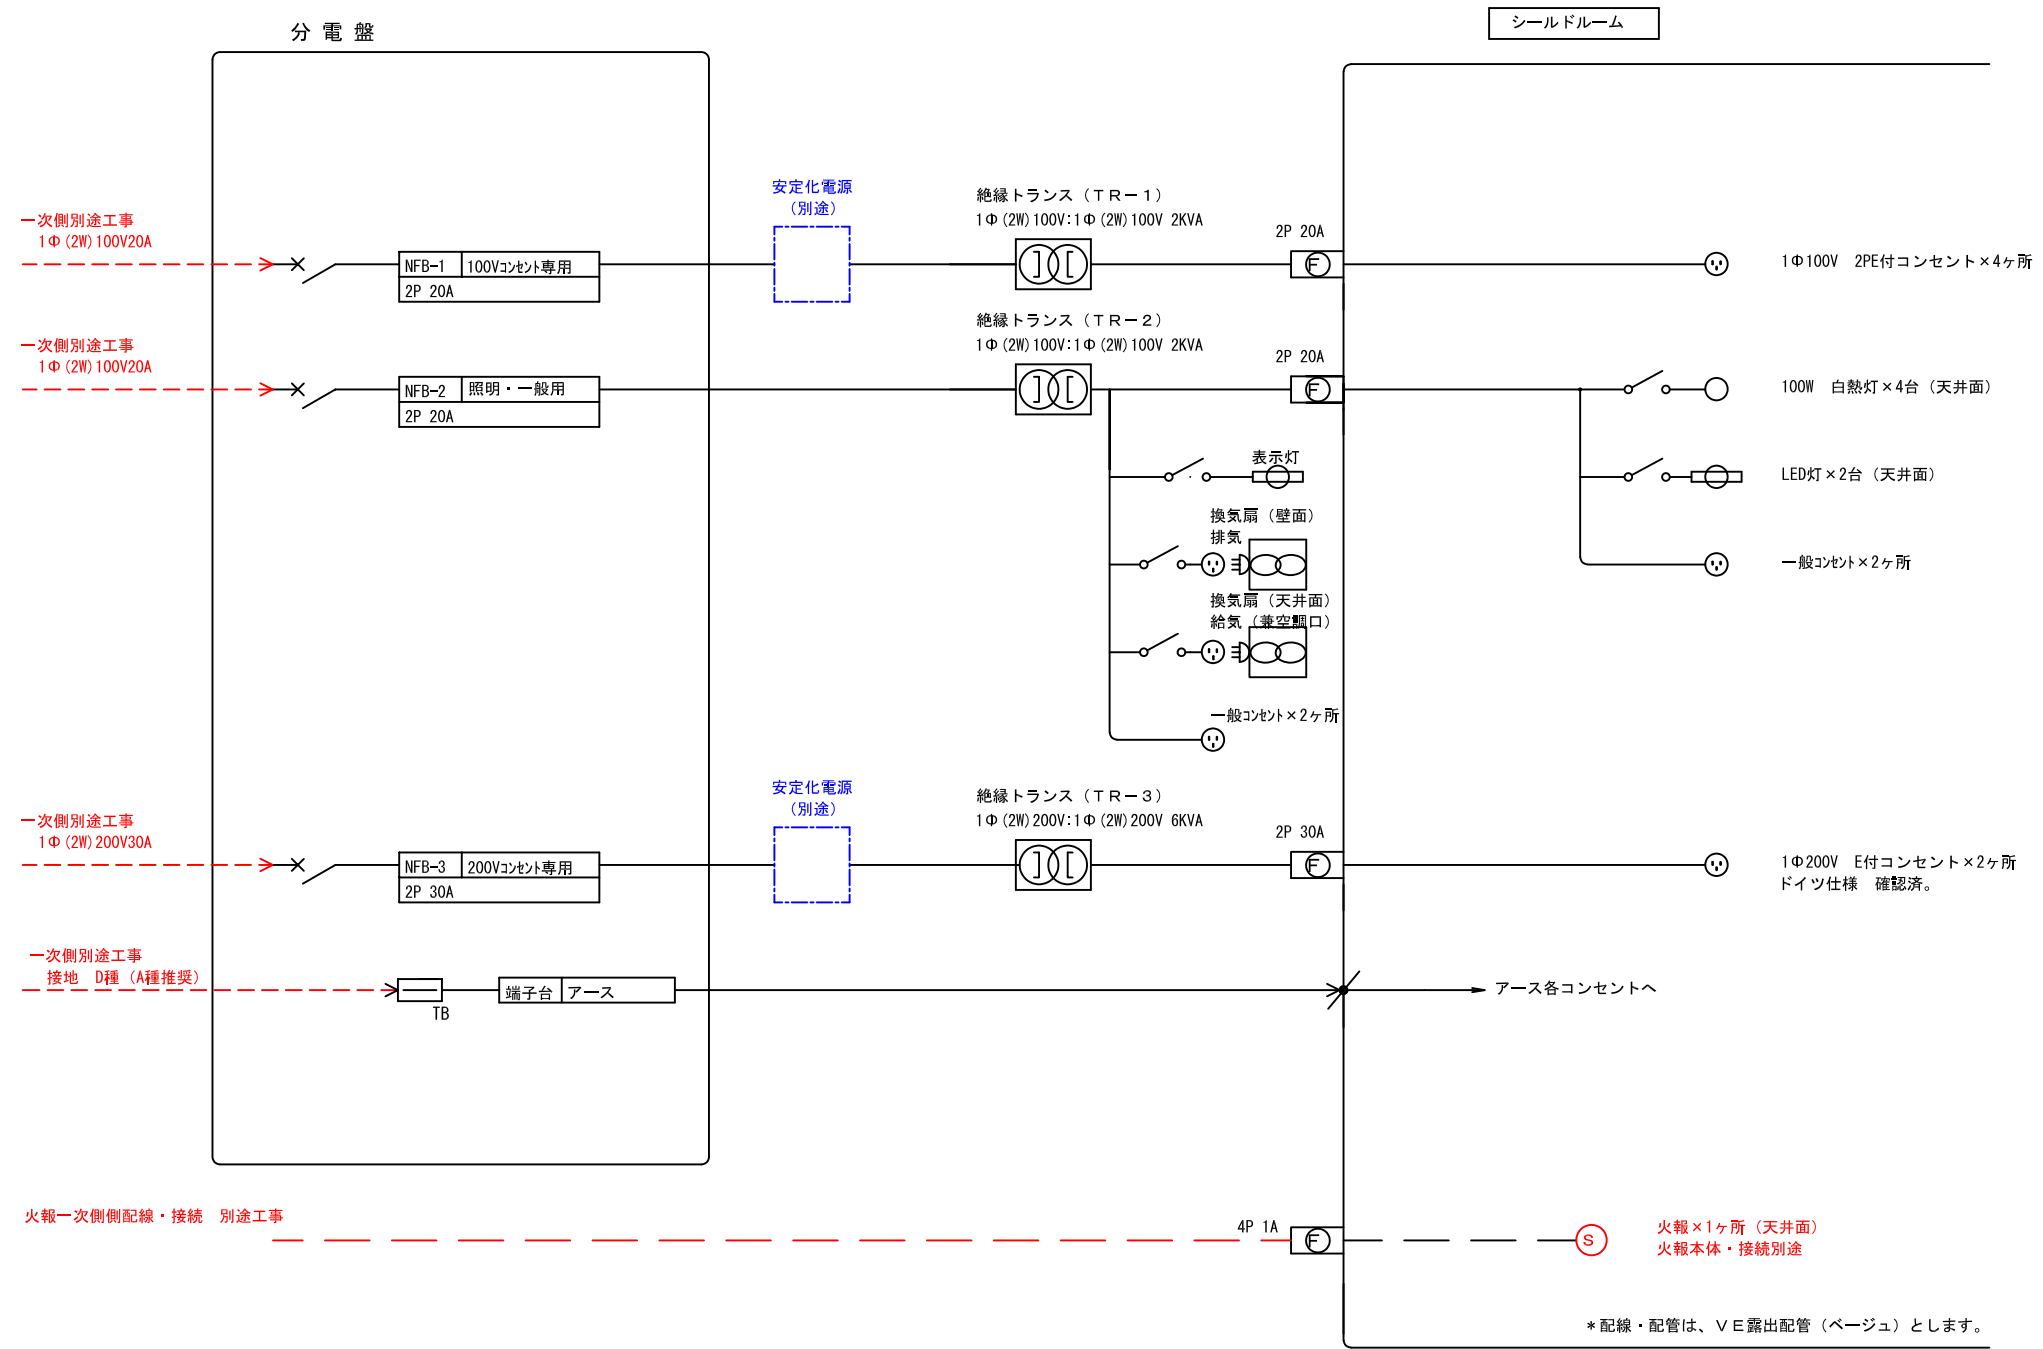 分電盤
シールドルーム
一次側別途工事
1Φ(2W)100V20A
NFB-1 100Vコンセント専用
2P 20A
安定化電源
(別途)
絶縁トランス(TR-1)
1Φ(2W)100V:1Φ(2W)100V 2KVA
2P 20A
F
1Φ100V 2PE付コンセント×4ヶ所
一次側別途工事
1Φ(2W)100V20A
NFB-2 照明・一般用
2P 20A
絶縁トランス(TR-2)
1Φ(2W)100V:1Φ(2W)100V 2KVA
2P 20A
F
100W 白熱灯×4台(天井面)
表示灯
LED灯×2台(天井面)
換気扇(壁面)
排気
一般コンセント×2ヶ所
換気扇(天井面)
給気(兼空調口)
一般コンセント×2ヶ所
一次側別途工事
1Φ(2W)200V30A
NFB-3 200Vコンセント専用
2P 30A
安定化電源
(別途)
絶縁トランス(TR-3)
1Φ(2W)200V:1Φ(2W)200V 6KVA
2P 30A
F
1Φ200V E付コンセント×2ヶ所
ドイツ仕様 確認済。
一次側別途工事
接地 D種(A種推奨)
TB
端子台 アース
アース各コンセントへ
火報一次側側配線・接続 別途工事
4P 1A
F
S
火報×1ヶ所(天井面)
火報本体・接続別途
*配線・配管は、VE露出配管(ベージュ)とします。